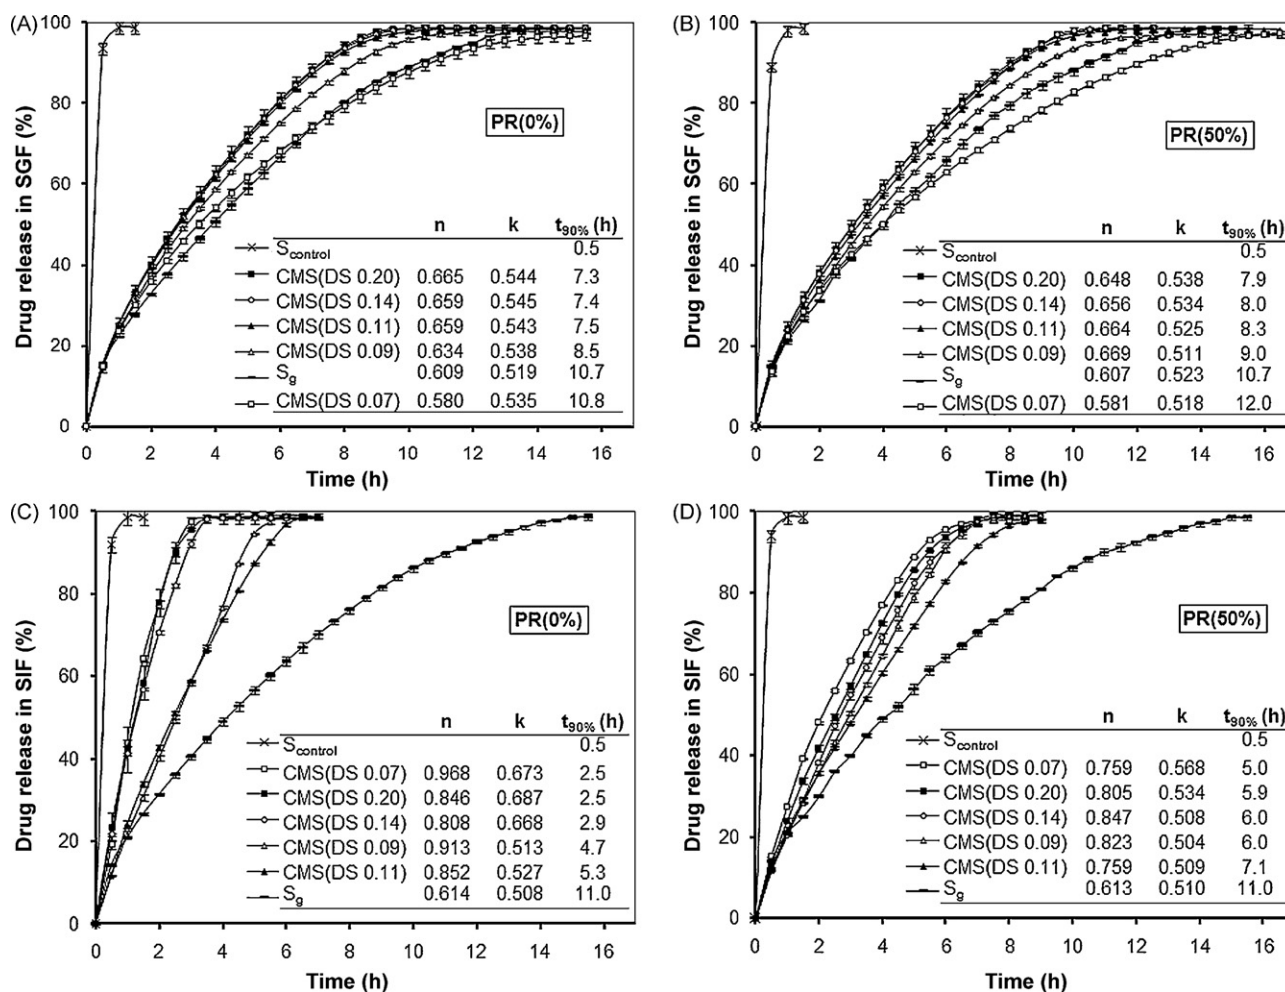 (A)
Drug release in SGF (%)
100
80
60
40
20
0
PR(0%)
n k t90% (h)
Scontrol 0.5
CMS(DS 0.20) 0.665 0.544 7.3
CMS(DS 0.14) 0.659 0.545 7.4
CMS(DS 0.11) 0.659 0.543 7.5
CMS(DS 0.09) 0.634 0.538 8.5
Sg 0.609 0.519 10.7
CMS(DS 0.07) 0.580 0.535 10.8
0 2 4 6 8 10 12 14 16
Time (h)
(B)
Drug release in SGF (%)
100
80
60
40
20
0
PR(50%)
n k t90% (h)
Scontrol 0.5
CMS(DS 0.20) 0.648 0.538 7.9
CMS(DS 0.14) 0.656 0.534 8.0
CMS(DS 0.11) 0.664 0.525 8.3
CMS(DS 0.09) 0.669 0.511 9.0
Sg 0.607 0.523 10.7
CMS(DS 0.07) 0.581 0.518 12.0
0 2 4 6 8 10 12 14 16
Time (h)
(C)
Drug release in SIF (%)
100
80
60
40
20
0
PR(0%)
n k t90% (h)
Scontrol 0.5
CMS(DS 0.07) 0.968 0.673 2.5
CMS(DS 0.20) 0.846 0.687 2.5
CMS(DS 0.14) 0.808 0.668 2.9
CMS(DS 0.09) 0.913 0.513 4.7
CMS(DS 0.11) 0.852 0.527 5.3
Sg 0.614 0.508 11.0
0 2 4 6 8 10 12 14 16
Time (h)
(D)
Drug release in SIF (%)
100
80
60
40
20
0
PR(50%)
n k t90% (h)
Scontrol 0.5
CMS(DS 0.07) 0.759 0.568 5.0
CMS(DS 0.20) 0.805 0.534 5.9
CMS(DS 0.14) 0.847 0.508 6.0
CMS(DS 0.09) 0.823 0.504 6.0
CMS(DS 0.11) 0.759 0.509 7.1
Sg 0.613 0.510 11.0
0 2 4 6 8 10 12 14 16
Time (h)